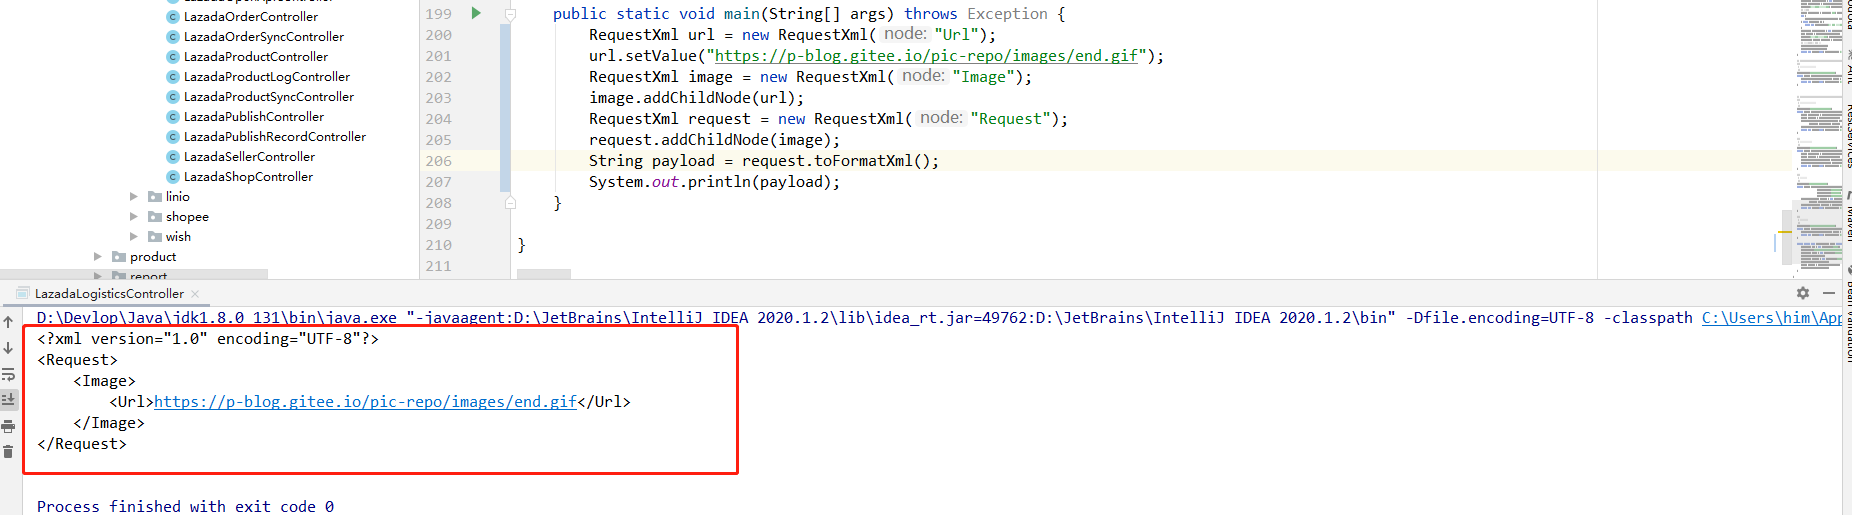 LazadaOrderController
LazadaOrderSyncController
LazadaProductController
LazadaProductLogController
LazadaProductSyncController
LazadaPublishController
LazadaPublishRecordController
LazadaSellerController
LazadaShopController
linio
shopee
wish
product
report
199 public static void main(String[] args) throws Exception {
200 RequestXml url = new RequestXml( node: "Url");
201 url.setValue("https://p-blog.gitee.io/pic-repo/images/end.gif");
202 RequestXml image = new RequestXml( node: "Image");
203 image.addChildNode(url);
204 RequestXml request = new RequestXml( node: "Request");
205 request.addChildNode(image);
206 String payload = request.toFormatXml();
207 System.out.println(payload);
208 }
209
210 }
211
Maven
LazadaLogisticsController
D:\Devlop\Java\jdk1.8.0_131\bin\java.exe "-javaagent:D:\JetBrains\IntelliJ IDEA 2020.1.2\lib\idea_rt.jar=49762:D:\JetBrains\IntelliJ IDEA 2020.1.2\bin" -Dfile.encoding=UTF-8 -classpath C:\Users\him\App
<?xml version="1.0" encoding="UTF-8"?>
<Request>
<Image>
<Url>https://p-blog.gitee.io/pic-repo/images/end.gif</Url>
</Image>
</Request>
Process finished with exit code 0